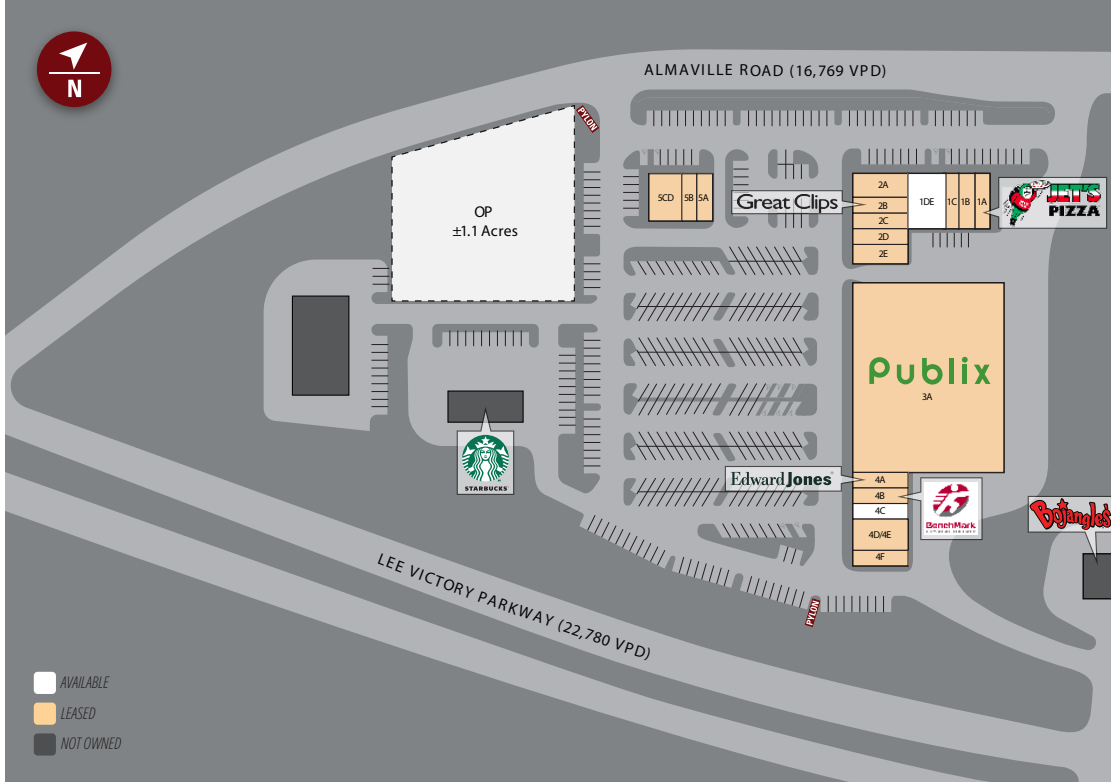 ALMAVILLE ROAD (16,769 VPD)
N
PYLON
OP
±1.1 Acres
5CD
5B
5A
Great Clips
2A
2B
2C
2D
2E
1DE
1C
1B
1A
JET'S
PIZZA
Publix
3A
STARBUCKS
Edward Jones
4A
4B
4C
4D/4E
4F
BenchMark
Bojangles
PYLON
LEE VICTORY PARKWAY (22,780 VPD)
AVAILABLE
LEASED
NOT OWNED